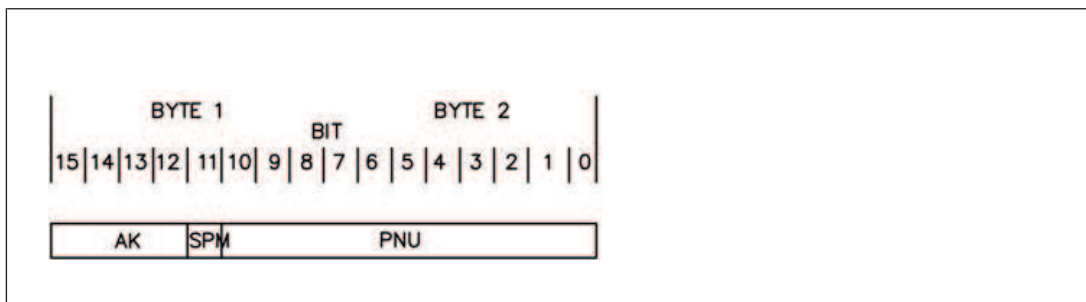 BYTE 1 BYTE 2
BIT
15 14 13 12 11 10 9 8 7 6 5 4 3 2 1 0
AK SPM PNU